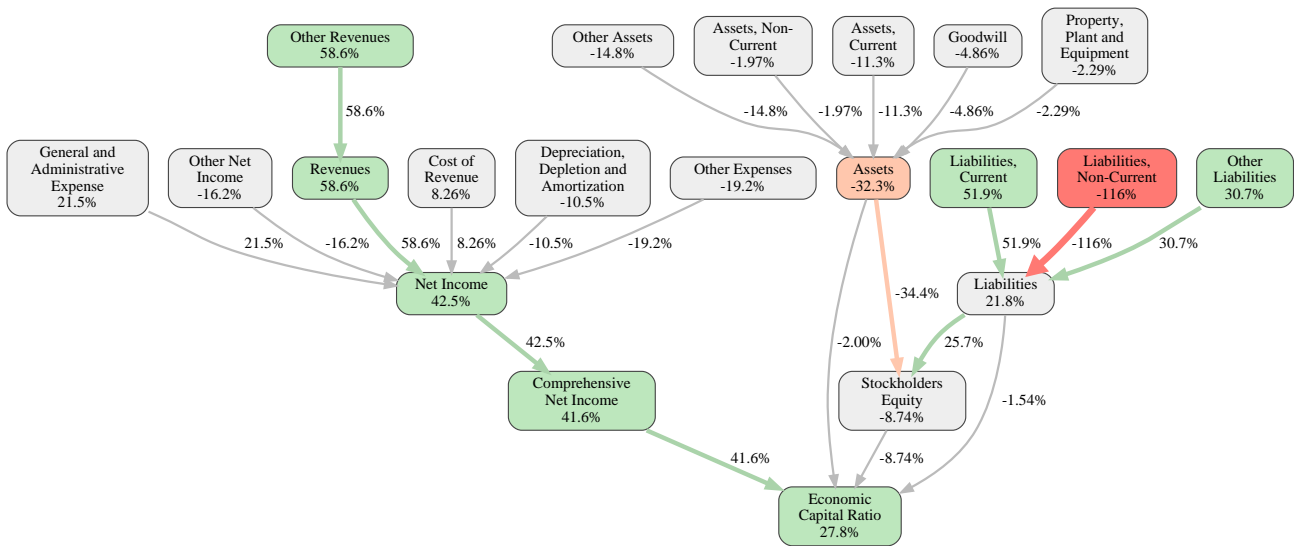 Other Revenues
58.6%
Other Assets
-14.8%
Assets, Non-
Current
-1.97%
Assets,
Current
-11.3%
Goodwill
-4.86%
Property,
Plant and
Equipment
-2.29%
58.6%
-14.8%
-1.97%
-11.3%
-4.86%
-2.29%
General and
Administrative
Expense
21.5%
Other Net
Income
-16.2%
Revenues
58.6%
Cost of
Revenue
8.26%
Depreciation,
Depletion and
Amortization
-10.5%
Other Expenses
-19.2%
Assets
-32.3%
Liabilities,
Current
51.9%
Liabilities,
Non-Current
-116%
Other
Liabilities
30.7%
21.5%
-16.2%
58.6%
8.26%
-10.5%
-19.2%
51.9%
-116%
30.7%
Net Income
42.5%
-34.4%
Liabilities
21.8%
42.5%
-2.00%
25.7%
Comprehensive
Net Income
41.6%
Stockholders
Equity
-8.74%
-1.54%
41.6%
-8.74%
Economic
Capital Ratio
27.8%